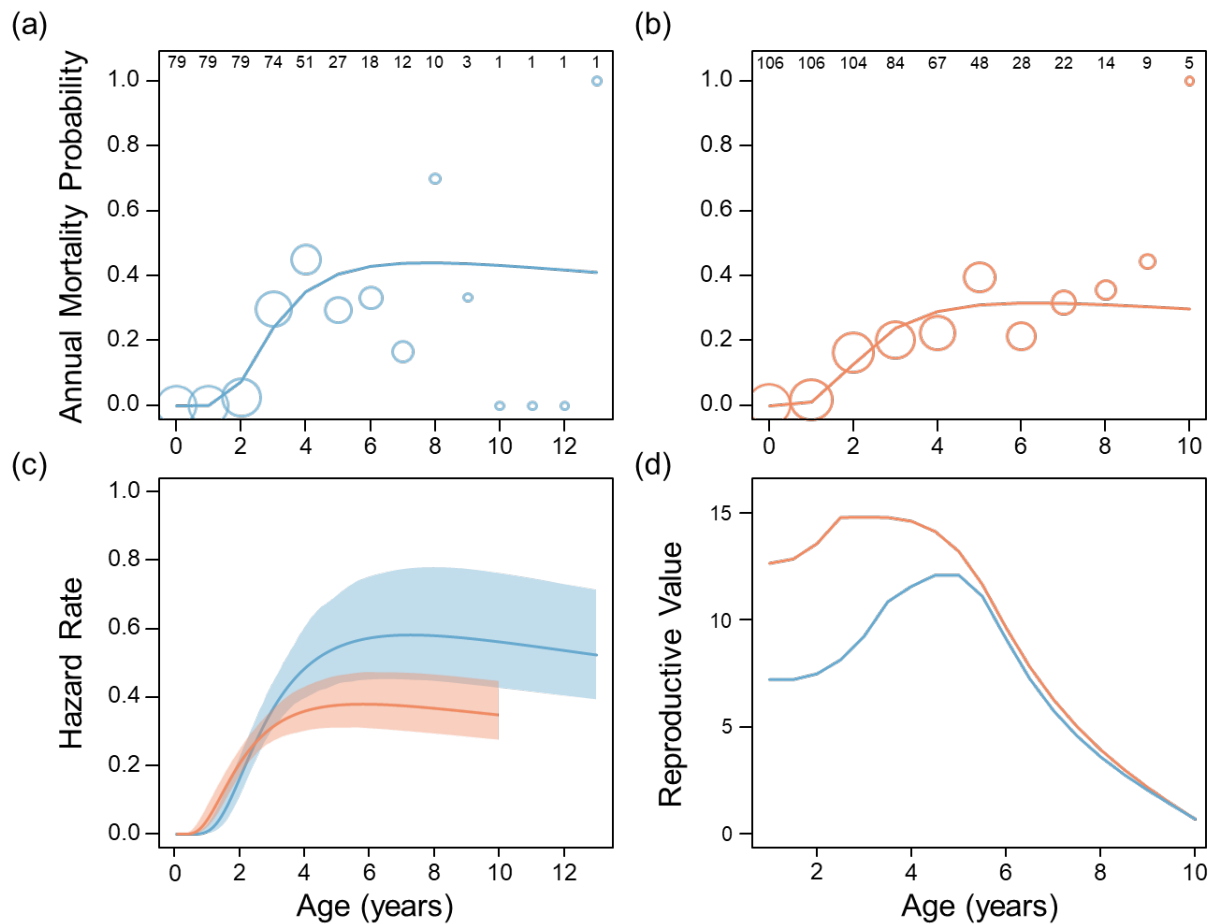 (a)
79 79 79 74 51 27 18 12 10 3 1 1 1 1
Annual Mortality Probability
1.0
0.8
0.6
0.4
0.2
0.0
0 2 4 6 8 10 12
(b)
106 106 104 84 67 48 28 22 14 9 5
1.0
0.8
0.6
0.4
0.2
0.0
0 2 4 6 8 10
(c)
Hazard Rate
1.0
0.8
0.6
0.4
0.2
0.0
0 2 4 6 8 10 12
Age (years)
(d)
Reproductive Value
15
10
5
0
2 4 6 8 10
Age (years)